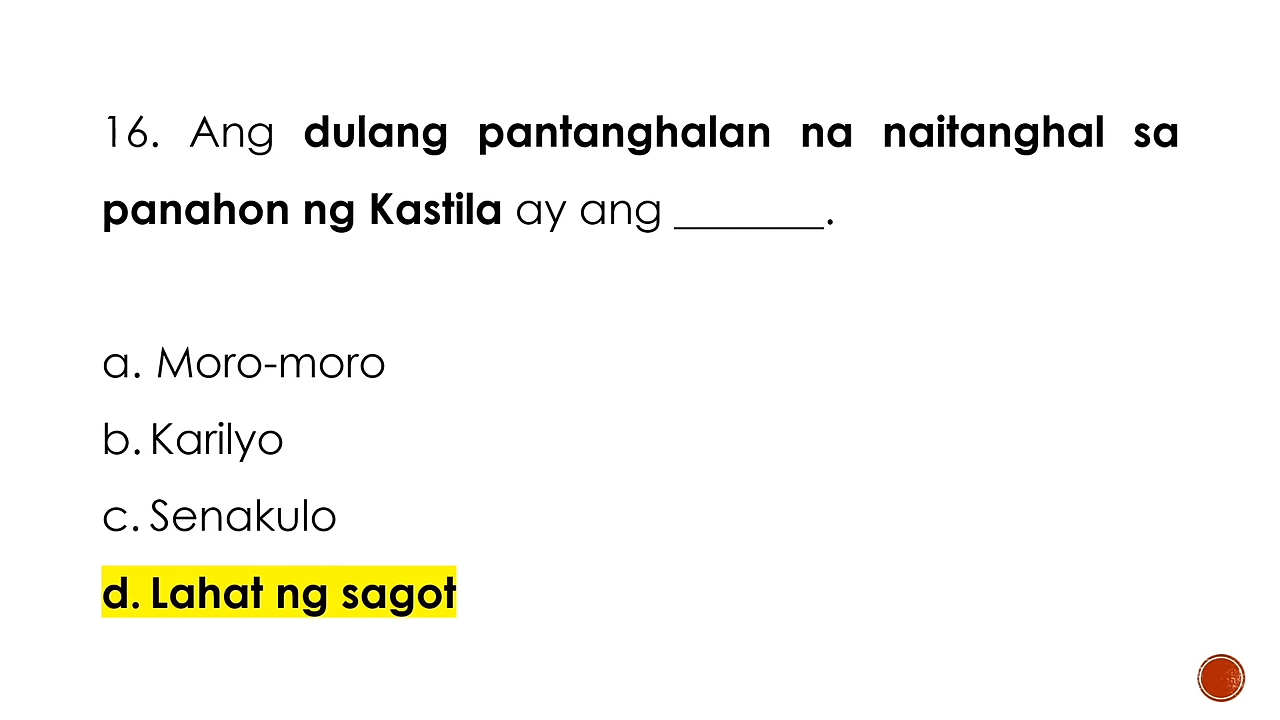 16. Ang dulang pantanghalan na naitanghal sa
panahon ng Kastila ay ang _______.
a. Moro-moro
b. Karilyo
c. Senakulo
d. Lahat ng sagot